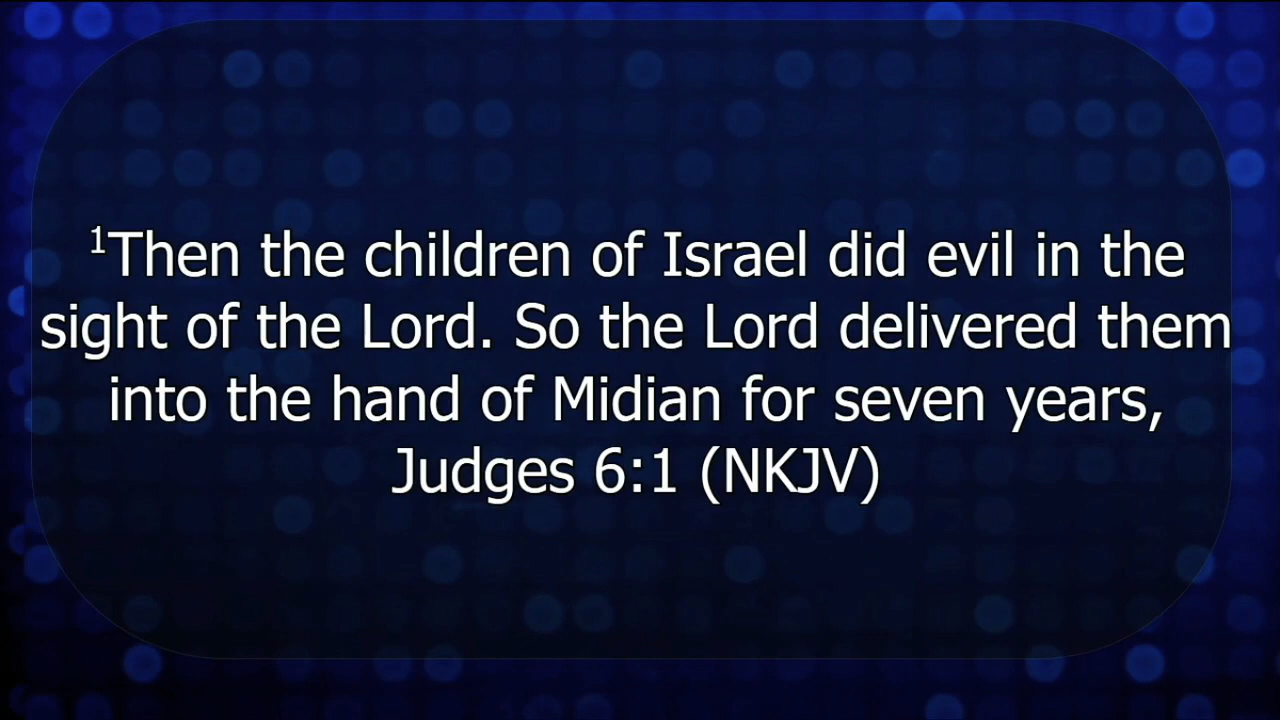 ¹Then the children of Israel did evil in the
sight of the Lord. So the Lord delivered them
into the hand of Midian for seven years,
Judges 6:1 (NKJV)